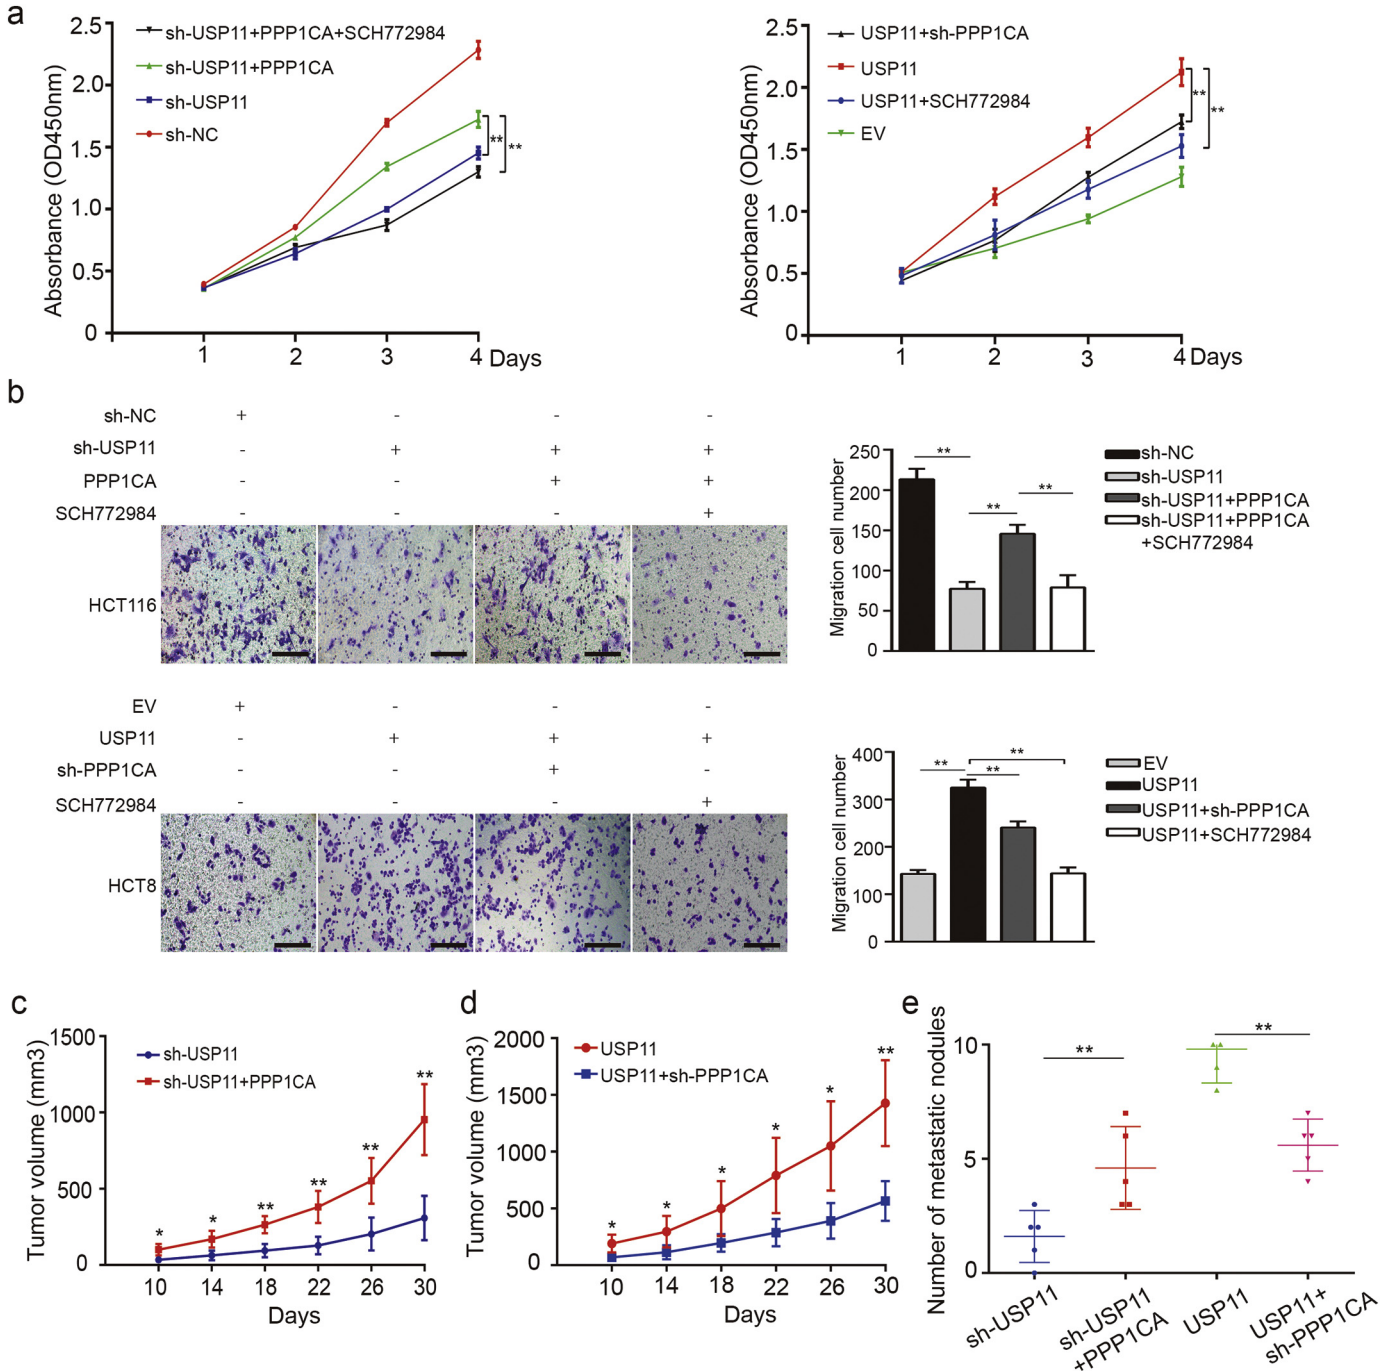 a
2.5
2.0
1.5
1.0
0.5
0
Absorbance (OD450nm)
sh-USP11+PPP1CA+SCH772984
sh-USP11+PPP1CA
sh-USP11
sh-NC
**
**
1 2 3 4 Days
2.5
2.0
1.5
1.0
0.5
0
Absorbance (OD450nm)
USP11+sh-PPP1CA
USP11
USP11+SCH772984
EV
**
**
1 2 3 4 Days
b
sh-NC + - - -
sh-USP11 - + + +
PPP1CA - - + +
SCH772984 - - - +
HCT116
250
200
150
100
50
0
Migration cell number
**
**
**
sh-NC
sh-USP11
sh-USP11+PPP1CA
sh-USP11+PPP1CA
+SCH772984
EV + - - -
USP11 - + + +
sh-PPP1CA - - + -
SCH772984 - - - +
HCT8
400
300
200
100
0
Migration cell number
**
**
**
EV
USP11
USP11+sh-PPP1CA
USP11+SCH772984
c
1500
1000
500
0
Tumor volume (mm3)
sh-USP11
sh-USP11+PPP1CA
* * ** ** ** **
10 14 18 22 26 30
Days
d
2000
1500
1000
500
0
Tumor volume (mm3)
USP11
USP11+sh-PPP1CA
* * * * * **
10 14 18 22 26 30
Days
e
10
5
0
Number of metastatic nodules
**
**
sh-USP11
sh-USP11
+PPP1CA
USP11
USP11+
sh-PPP1CA